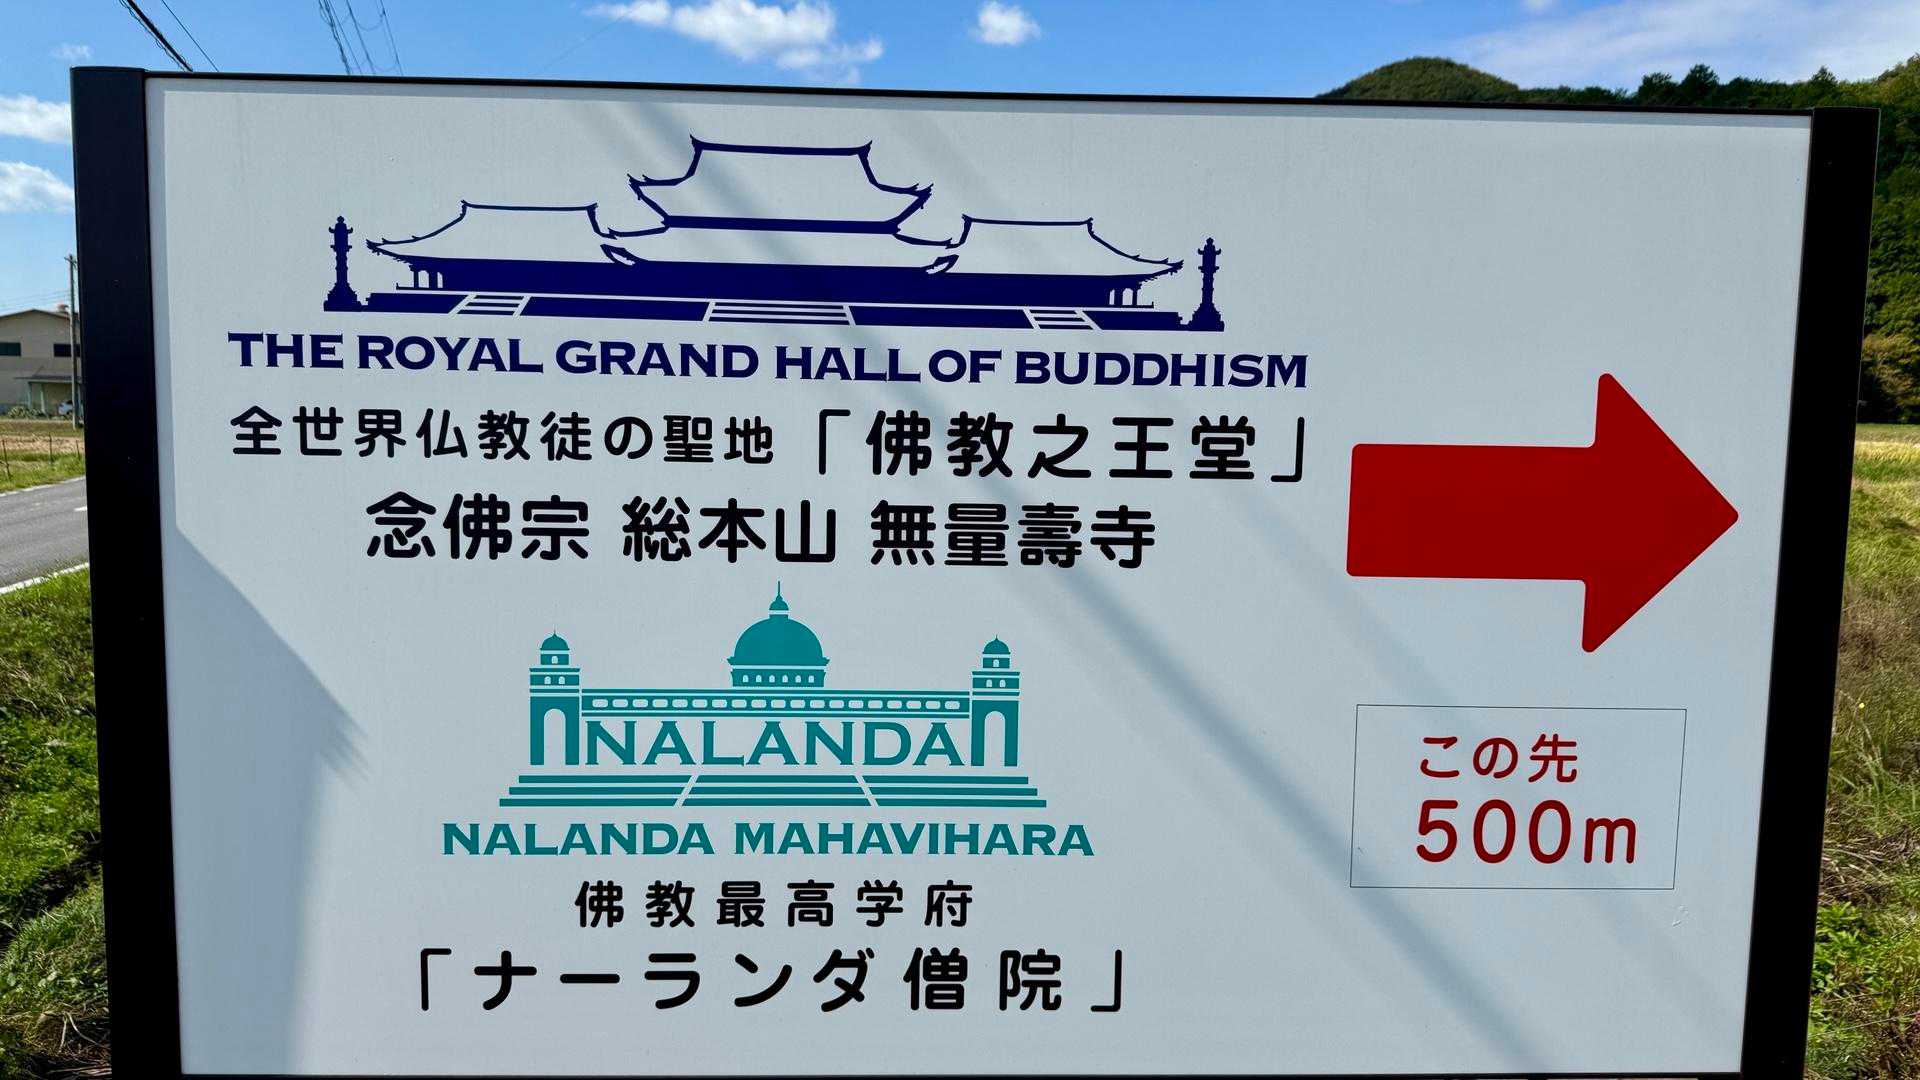 THE ROYAL GRAND HALL OF BUDDHISM
全世界仏教徒の聖地「佛教之王堂」
念佛宗 総本山 無量壽寺
NALANDA
NALANDA MAHAVIHARA
佛教最高学府
「ナーランダ僧院」
この先
500m